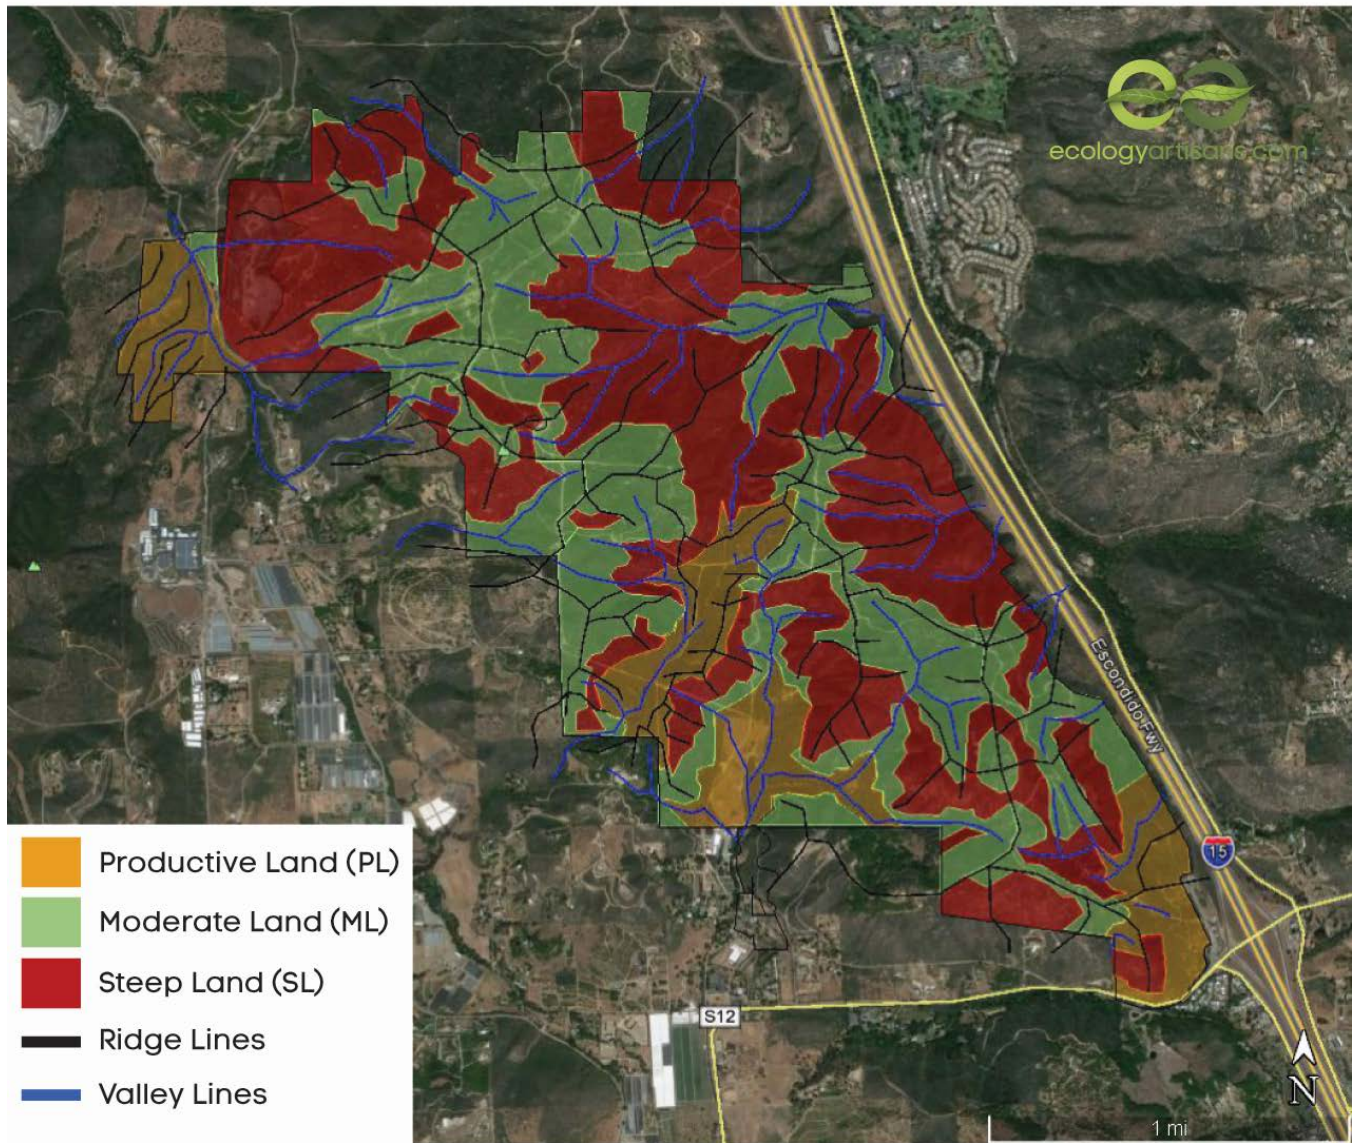 ecologyartisans.com
Escondido Fwy
15
Productive Land (PL)
Moderate Land (ML)
Steep Land (SL)
Ridge Lines
Valley Lines
S12
N
1 mi